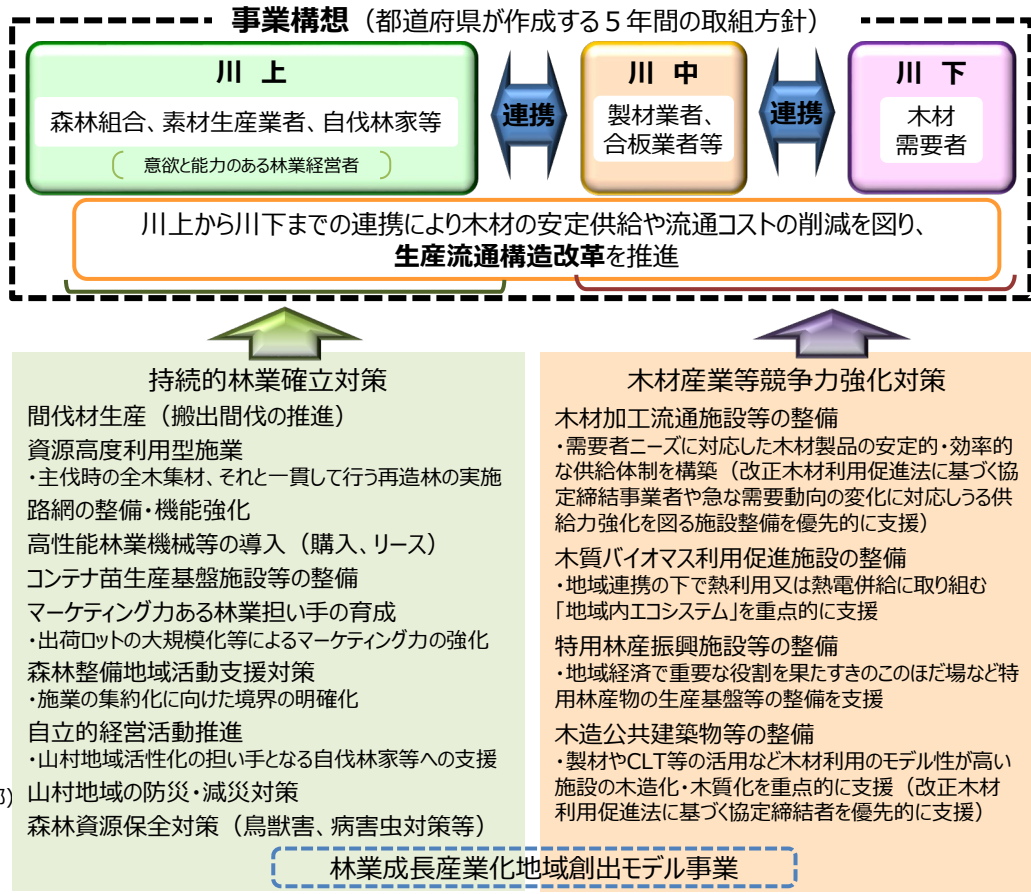 事業構想（都道府県が作成する５年間の取組方針）
川 上
森林組合、素材生産業者、自伐林家等
（ 意欲と能力のある林業経営者 ）
連携
川 中
製材業者、
合板業者等
連携
川 下
木材
需要者
川上から川下までの連携により木材の安定供給や流通コストの削減を図り、
生産流通構造改革を推進
持続的林業確立対策
間伐材生産（搬出間伐の推進）
資源高度利用型施業
・主伐時の全木集材、それと一貫して行う再造林の実施
路網の整備・機能強化
高性能林業機械等の導入（購入、リース）
コンテナ苗生産基盤施設等の整備
マーケティング力ある林業担い手の育成
・出荷ロットの大規模化等によるマーケティング力の強化
森林整備地域活動支援対策
・施業の集約化に向けた境界の明確化
自立的経営活動推進
・山村地域活性化の担い手となる自伐林家等への支援
山村地域の防災・減災対策
森林資源保全対策（鳥獣害、病害虫対策等）
木材産業等競争力強化対策
木材加工流通施設等の整備
・需要者ニーズに対応した木材製品の安定的・効率的
な供給体制を構築（改正木材利用促進法に基づく協
定締結事業者や急な需要動向の変化に対応しうる供
給力強化を図る施設整備を優先的に支援）
木質バイオマス利用促進施設の整備
・地域連携の下で熱利用又は熱電併給に取り組む
「地域内エコシステム」を重点的に支援
特用林産振興施設等の整備
・地域経済で重要な役割を果たすきのこのほだ場など特
用林産物の生産基盤等の整備を支援
木造公共建築物等の整備
・製材やCLT等の活用など木材利用のモデル性が高い
施設の木造化・木質化を重点的に支援（改正木材
利用促進法に基づく協定締結者を優先的に支援）
林業成長産業化地域創出モデル事業